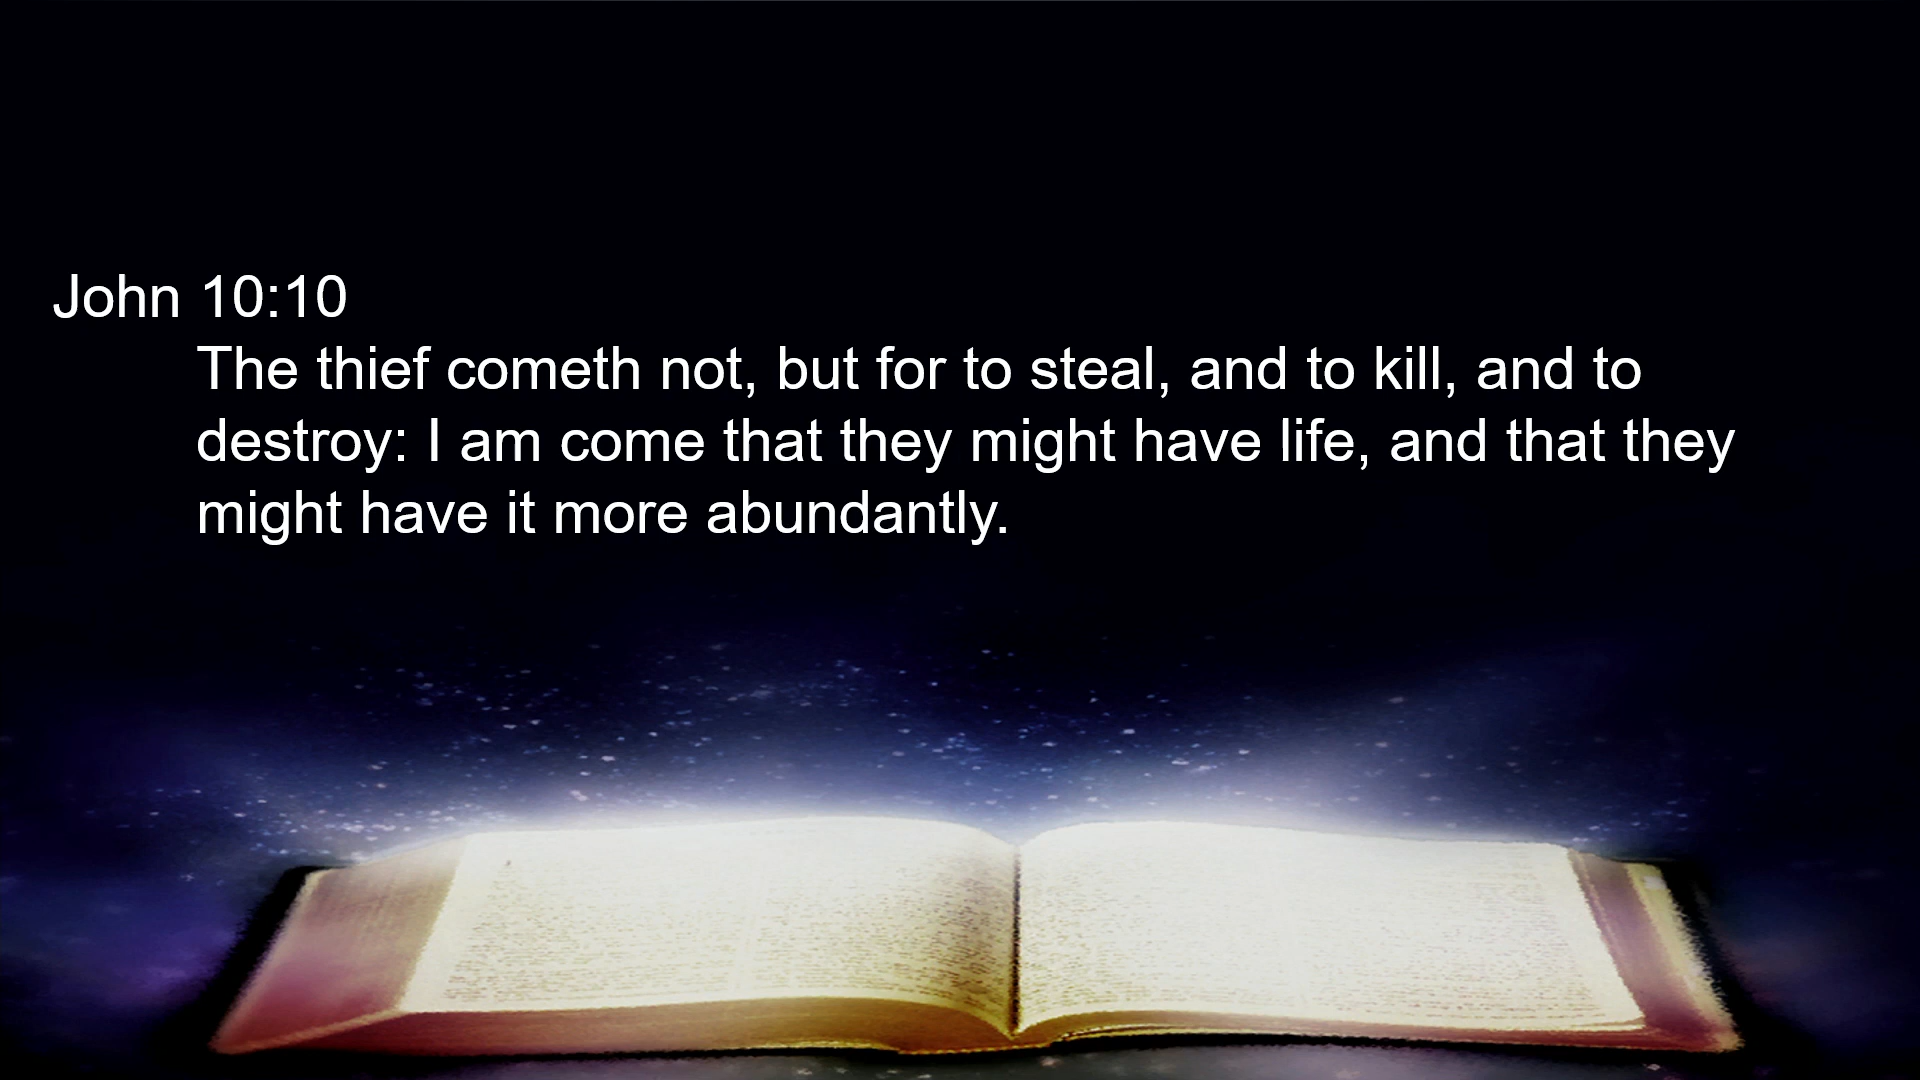 John 10:10
The thief cometh not, but for to steal, and to kill, and to
destroy: I am come that they might have life, and that they
might have it more abundantly.